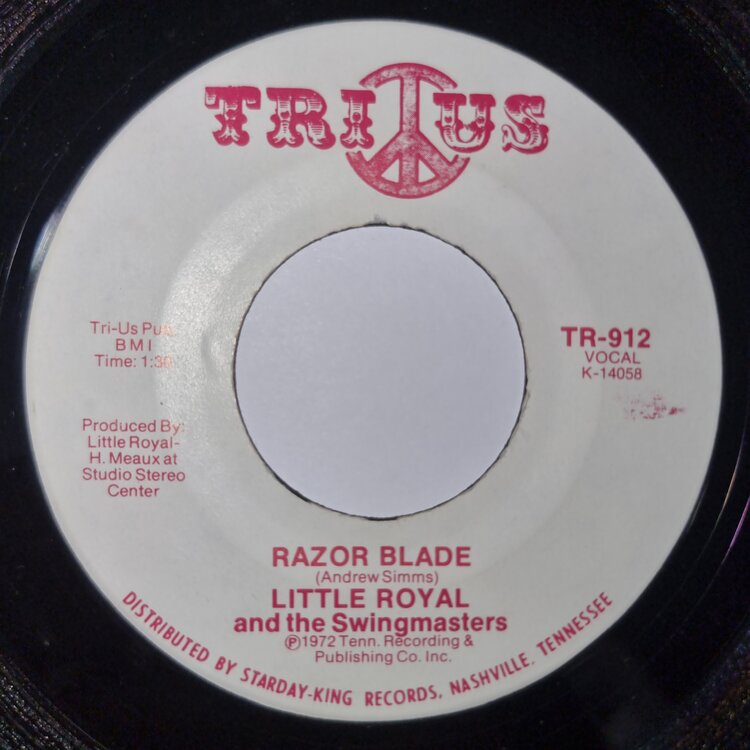 TRI US
Tri-Us Pub.
BMI
Time: 1:30
TR-912
VOCAL
K-14058
Produced By:
Little Royal-
H. Meaux at
Studio Stereo
Center
RAZOR BLADE
(Andrew Simms)
LITTLE ROYAL
and the Swingmasters
℗1972 Tenn. Recording &
Publishing Co. Inc.
DISTRIBUTED BY STARDAY-KING RECORDS, NASHVILLE, TENNESSEE